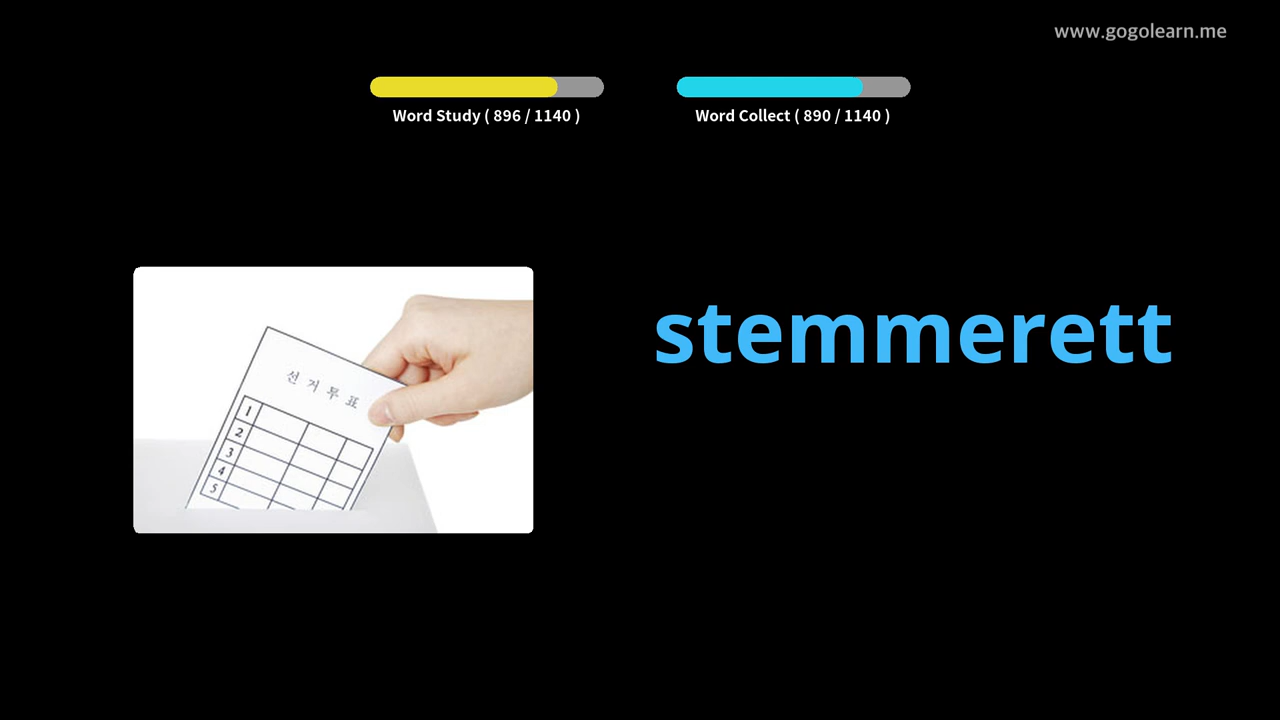 www.gogolearn.me
Word Study ( 896 / 1140 )
Word Collect ( 890 / 1140 )
stemmerett
선 거 투 표
1
2
3
4
5